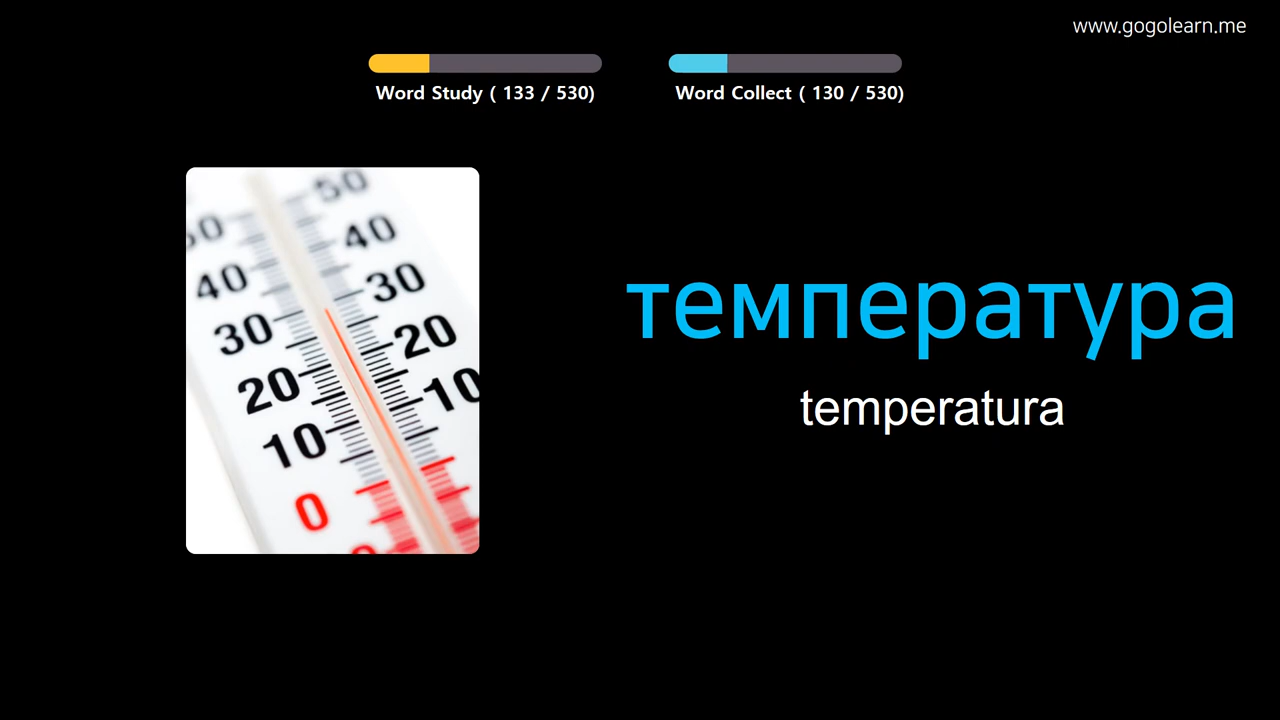 www.gogolearn.me
Word Study ( 133 / 530)
Word Collect ( 130 / 530)
50
40
40
30
30
20
20
10
10
0
температура
temperatura